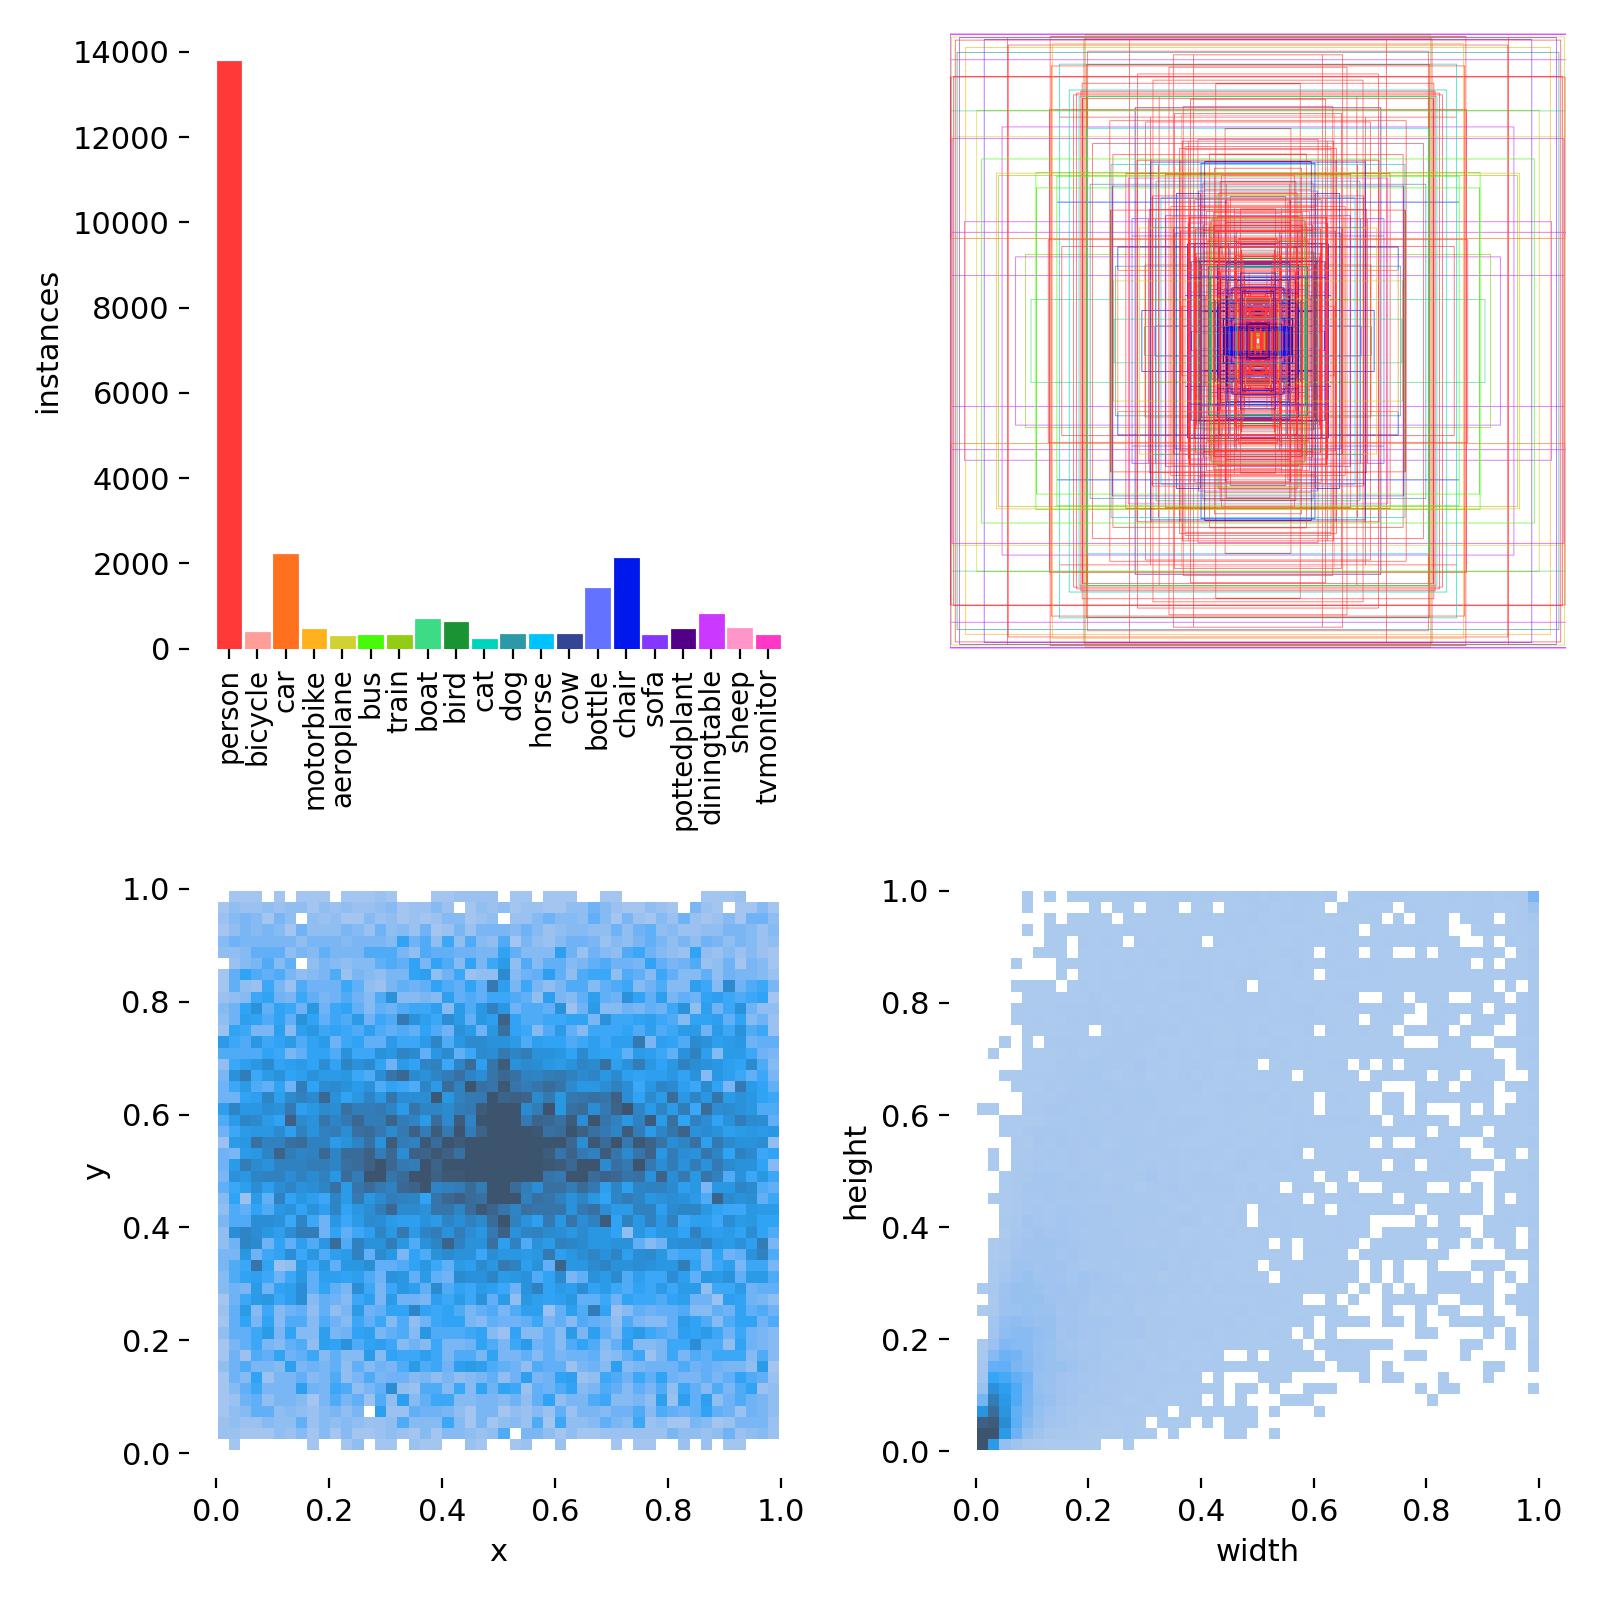 14000
12000
10000
8000
6000
4000
2000
0
instances
person
bicycle
car
motorbike
aeroplane
bus
train
boat
bird
cat
dog
horse
cow
bottle
chair
sofa
pottedplant
diningtable
sheep
tvmonitor
1.0
0.8
0.6
0.4
0.2
0.0
y
0.0 0.2 0.4 0.6 0.8 1.0
x
1.0
0.8
0.6
0.4
0.2
0.0
height
0.0 0.2 0.4 0.6 0.8 1.0
width